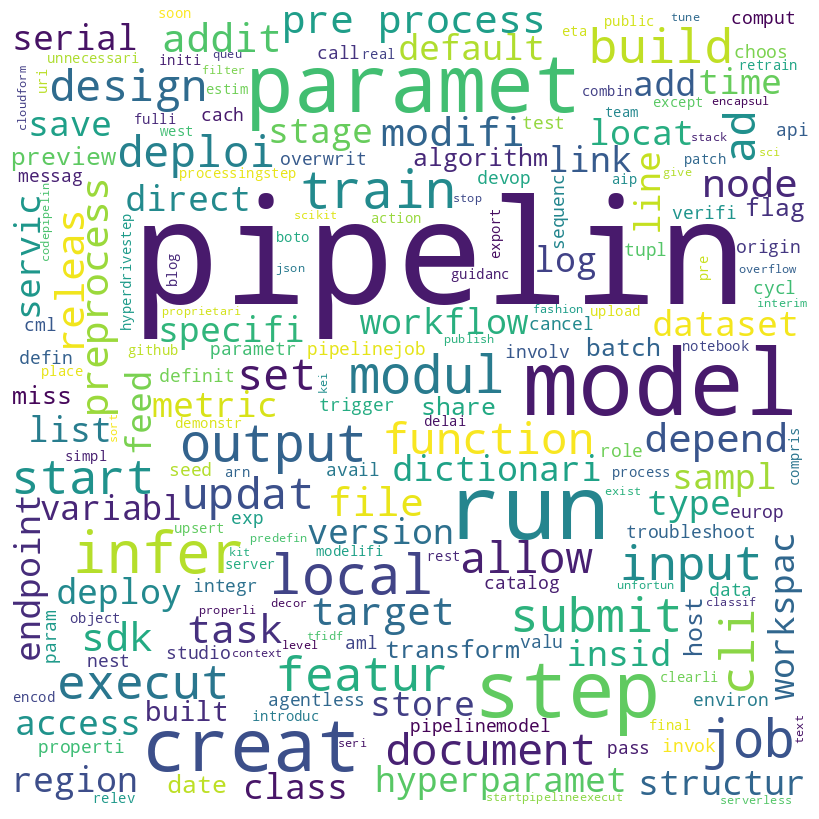 soon
serial
addit
pre process
unnecessari
initi
queu
call
real
default
eta
public
tune
build
comput
choos
cloudform
uri
design
filter
estim
paramet
combin
add
time
retrain
save
fulli
cach
stage
modifi
test
team
except
encapsul
locat
ad
api
preview
deploi
west
overwrit
algorithm
link
stack
patch
sci
messag
processingstep
devop
line
aip
give
node
direct
train
stop
sequenc
verifi
flag
servic
codepipelin
releas
preprocess
hyperdrivestep
scikit
action
export
tupl
pipelin
blog
boto
json
guidanc
log
pre
origin
overflow
cycl
interim
cml
proprietari
specifi
workflow
fashion
upload
cancel
dataset
defin
github
parametr
pipelinejob
publish
involv
batch
notebook
place
definit
set
kei
modul
model
miss
feed
metric
trigger
share
list
sort
demonstr
delai
simpl
output
function
depend
role
compris
start
seed
arn
avail
dictionari
process
sampl
variabl
updat
file
run
exist
type
europ
upsert
exp
predefin
version
troubleshoot
endpoint
infer
kit
server
modelifi
rest
allow
input
workspac
deploy
integr
local
catalog
unfortun
data
classif
param
object
properli
decor
target
submit
host
cli
sdk
task
level
tfidf
aml
transform
valu
nest
studio
context
insid
clearli
encod
execut
featur
step
environ
agentless
store
introduc
access
built
pipelinemodel
final
text
properti
creat
seri
document
pass
invok
job
region
date
class
hyperparamet
structur
relev
startpipelineexecut
serverless